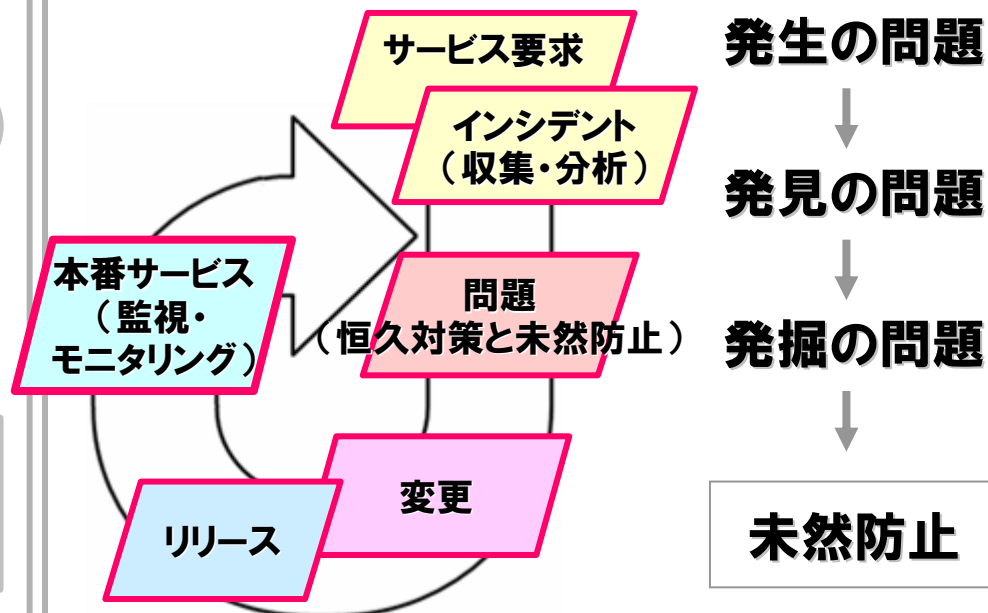 サービス要求
インシデント
（収集・分析）
本番サービス
（監視・
モニタリング）
問題
（恒久対策と未然防止）
変更
リリース
発生の問題
発見の問題
発掘の問題
未然防止